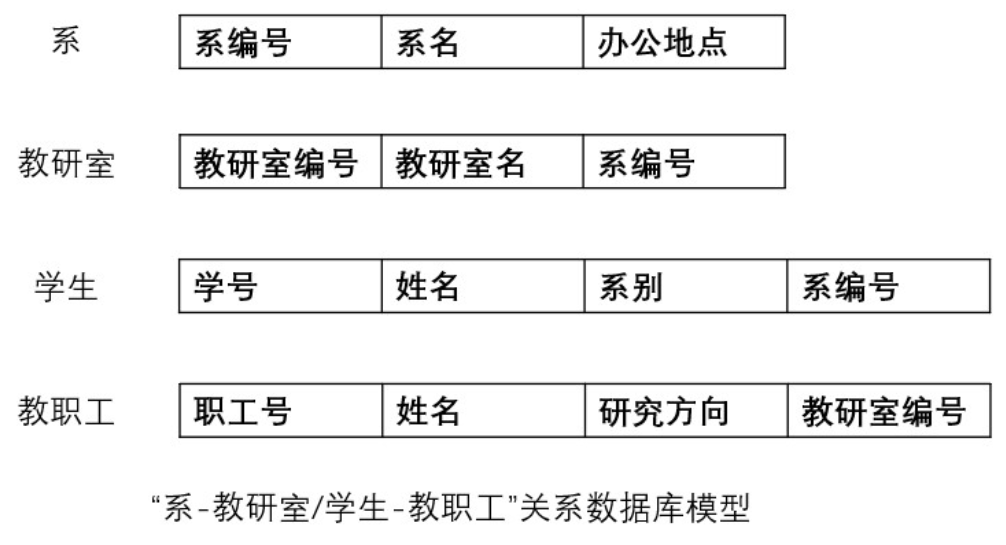 系 系编号 系名 办公地点
教研室 教研室编号 教研室名 系编号
学生 学号 姓名 系别 系编号
教职工 职工号 姓名 研究方向 教研室编号
“系-教研室/学生-教职工”关系数据库模型